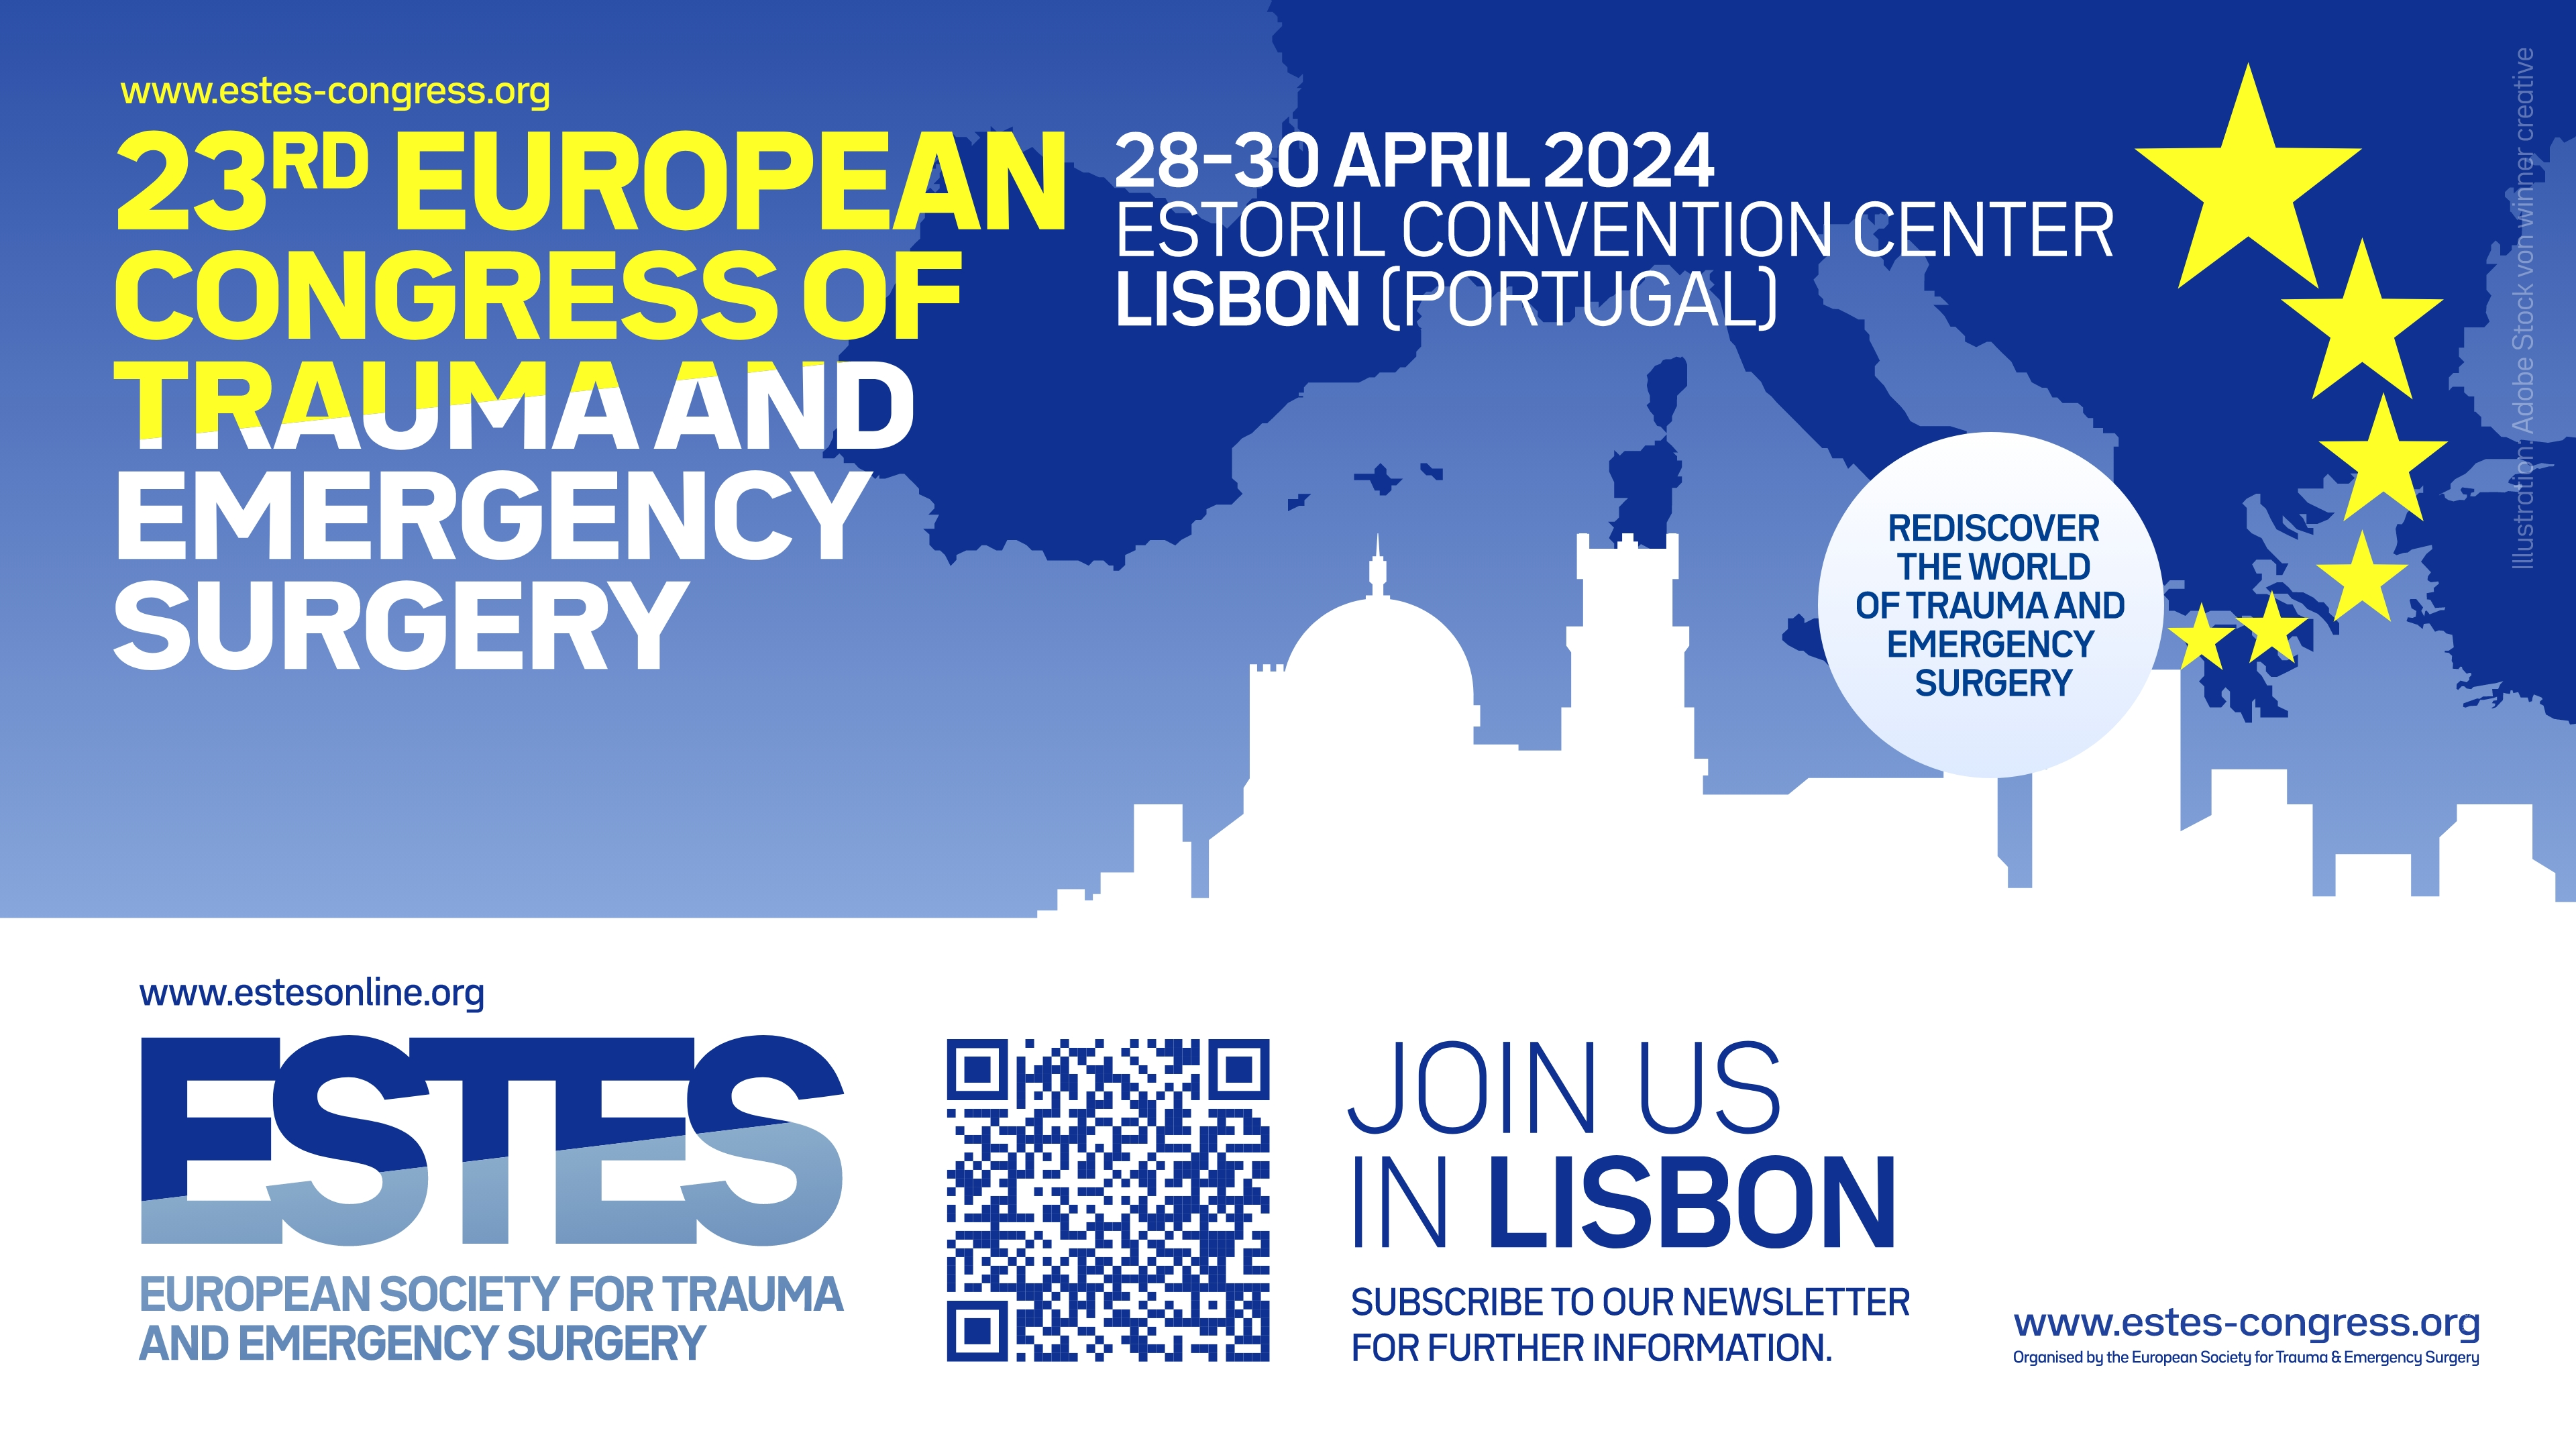 www.estes-congress.org
23RD EUROPEAN
CONGRESS OF
TRAUMA AND
EMERGENCY
SURGERY
28–30 APRIL 2024
ESTORIL CONVENTION CENTER
LISBON (PORTUGAL)
Illustration: Adobe Stock von winner creative
REDISCOVER
THE WORLD
OF TRAUMA AND
EMERGENCY
SURGERY
www.estesonline.org
ESTES
EUROPEAN SOCIETY FOR TRAUMA
AND EMERGENCY SURGERY
JOIN US
IN LISBON
SUBSCRIBE TO OUR NEWSLETTER
FOR FURTHER INFORMATION.
www.estes-congress.org
Organised by the European Society for Trauma & Emergency Surgery